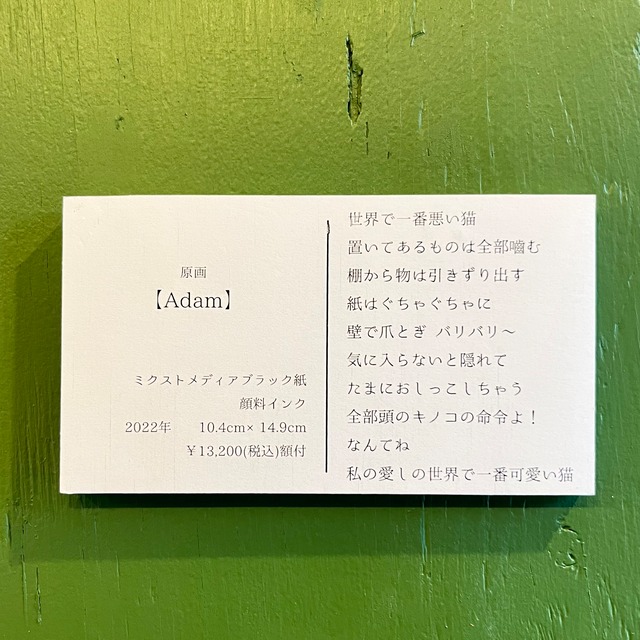 原画
【Adam】
ミクストメディアブラック紙
顔料インク
2022年 10.4cm× 14.9cm
￥13,200(税込)額付
世界で一番悪い猫
置いてあるものは全部噛む
棚から物は引きずり出す
紙はぐちゃぐちゃに
壁で爪とぎ バリバリ〜
気に入らないと隠れて
たまにおしっこしちゃう
全部頭のキノコの命令よ！
なんてね
私の愛しの世界で一番可愛い猫